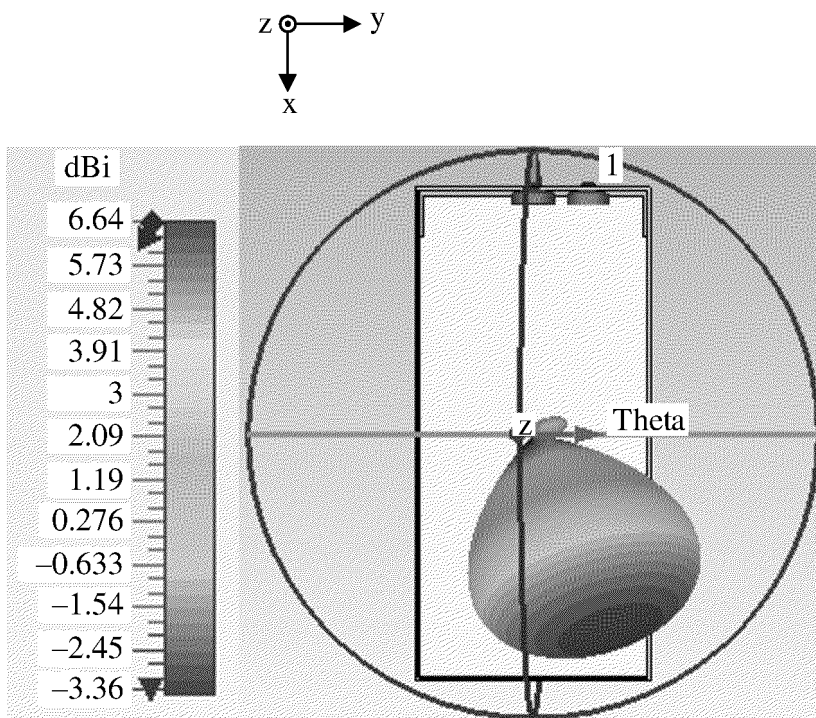 z y
x
dBi
1
6.64
5.73
4.82
3.91
3
2.09
1.19
0.276
–0.633
–1.54
–2.45
–3.36
z
Theta